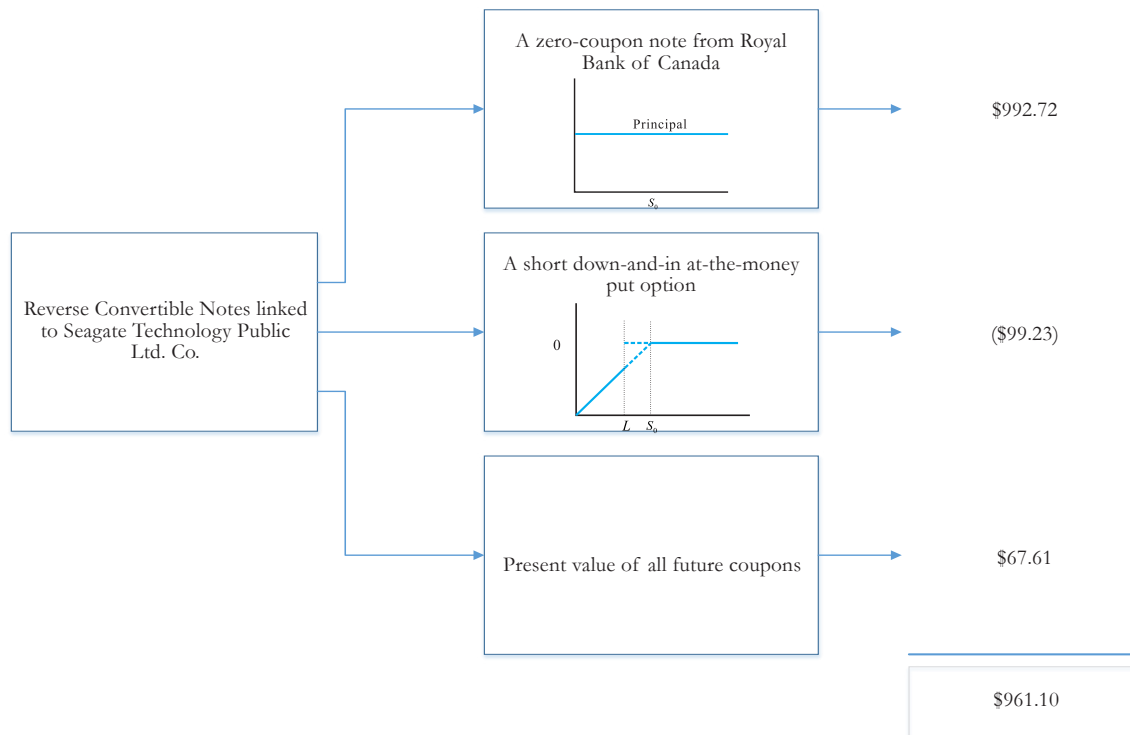 A zero-coupon note from Royal
Bank of Canada
Principal
S₀
$992.72
Reverse Convertible Notes linked
to Seagate Technology Public
Ltd. Co.
A short down-and-in at-the-money
put option
0
L S₀
($99.23)
Present value of all future coupons
$67.61
$961.10